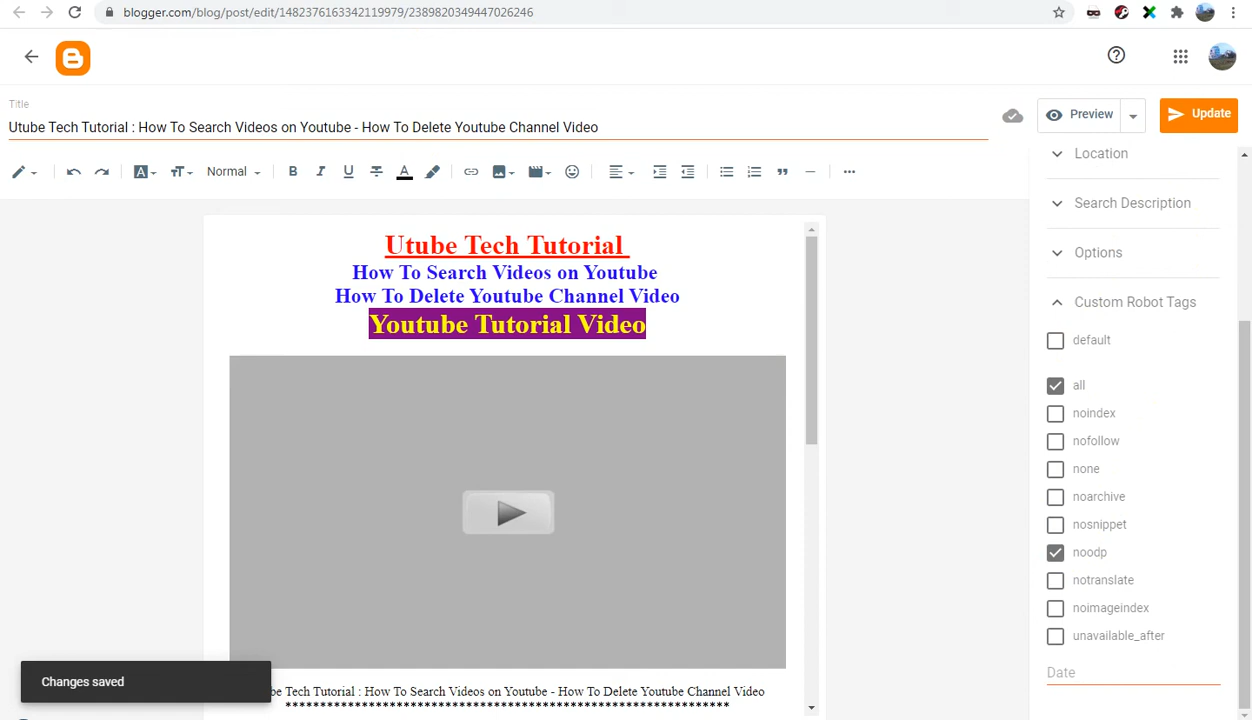 blogger.com/blog/post/edit/1482376163342119979/2389820349447026246
Title
Utube Tech Tutorial : How To Search Videos on Youtube - How To Delete Youtube Channel Video
Preview
Update
Normal
B I U A
Utube Tech Tutorial
How To Search Videos on Youtube
How To Delete Youtube Channel Video
Youtube Tutorial Video
be Tech Tutorial : How To Search Videos on Youtube - How To Delete Youtube Channel Video
****************************************************************
Changes saved
Location
Search Description
Options
Custom Robot Tags
default
all
noindex
nofollow
none
noarchive
nosnippet
noodp
notranslate
noimageindex
unavailable_after
Date